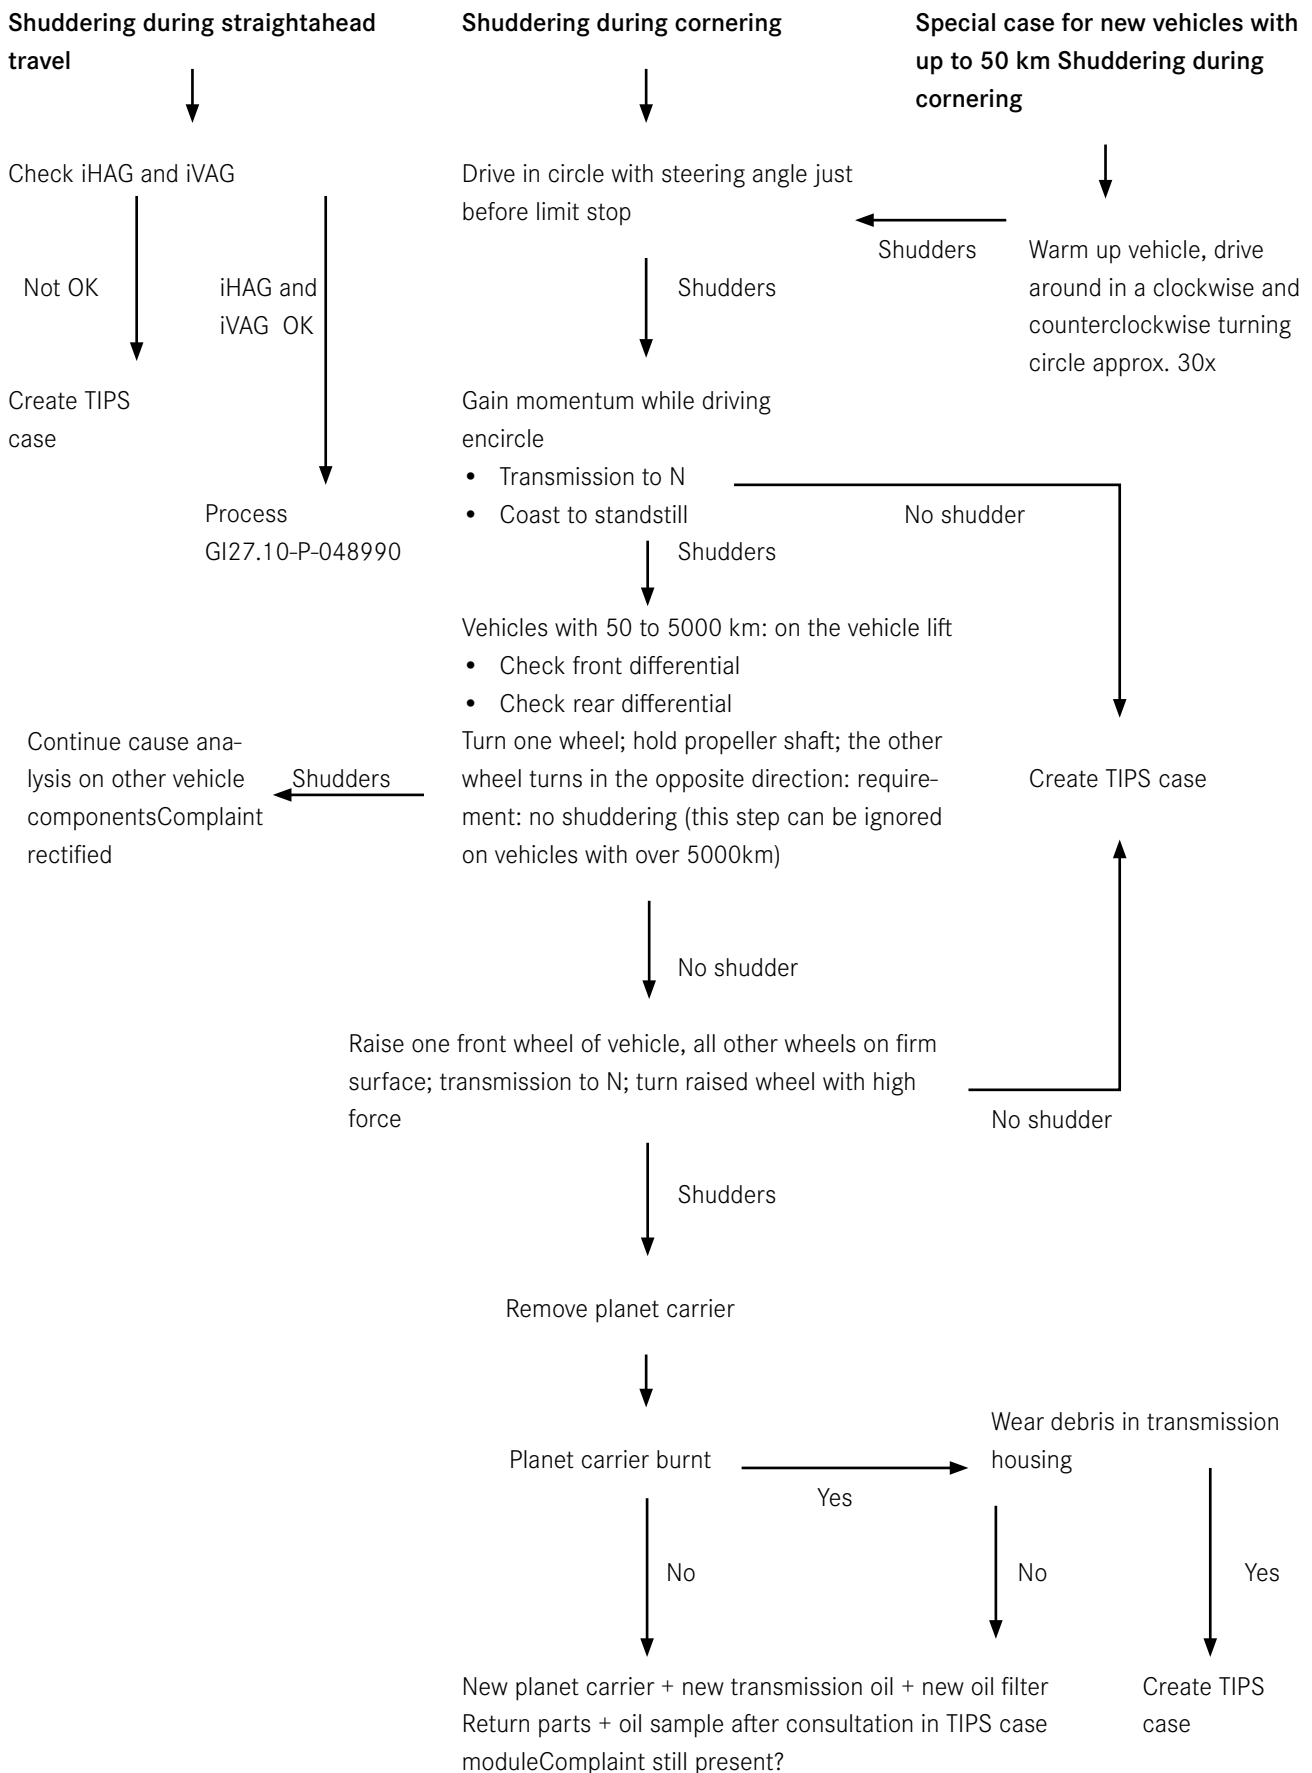 Shuddering during straightahead
travel
Shuddering during cornering
Special case for new vehicles with
up to 50 km Shuddering during
cornering
Check iHAG and iVAG
Not OK
iHAG and
iVAG  OK
Create TIPS
case
Process
GI27.10-P-048990
Drive in circle with steering angle just
before limit stop
Shudders
Warm up vehicle, drive
around in a clockwise and
counterclockwise turning
circle approx. 30x
Shudders
Gain momentum while driving
encircle
• Transmission to N
• Coast to standstill
No shudder
Shudders
Vehicles with 50 to 5000 km: on the vehicle lift
• Check front differential
• Check rear differential
Turn one wheel; hold propeller shaft; the other
wheel turns in the opposite direction: require-
ment: no shuddering (this step can be ignored
on vehicles with over 5000km)
Shudders
Continue cause ana-
lysis on other vehicle
componentsComplaint
rectified
Create TIPS case
No shudder
Raise one front wheel of vehicle, all other wheels on firm
surface; transmission to N; turn raised wheel with high
force
No shudder
Shudders
Remove planet carrier
Planet carrier burnt
Yes
Wear debris in transmission
housing
No
No
Yes
New planet carrier + new transmission oil + new oil filter
Return parts + oil sample after consultation in TIPS case
moduleComplaint still present?
Create TIPS
case